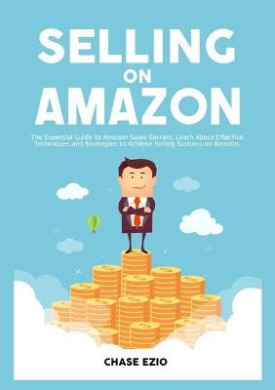 SELLING
ON
AMAZON
The Essential Guide to Amazon Sales Secrets, Learn About Effective
Techniques and Strategies to Achieve Selling Success on Amazon.
CHASE EZIO